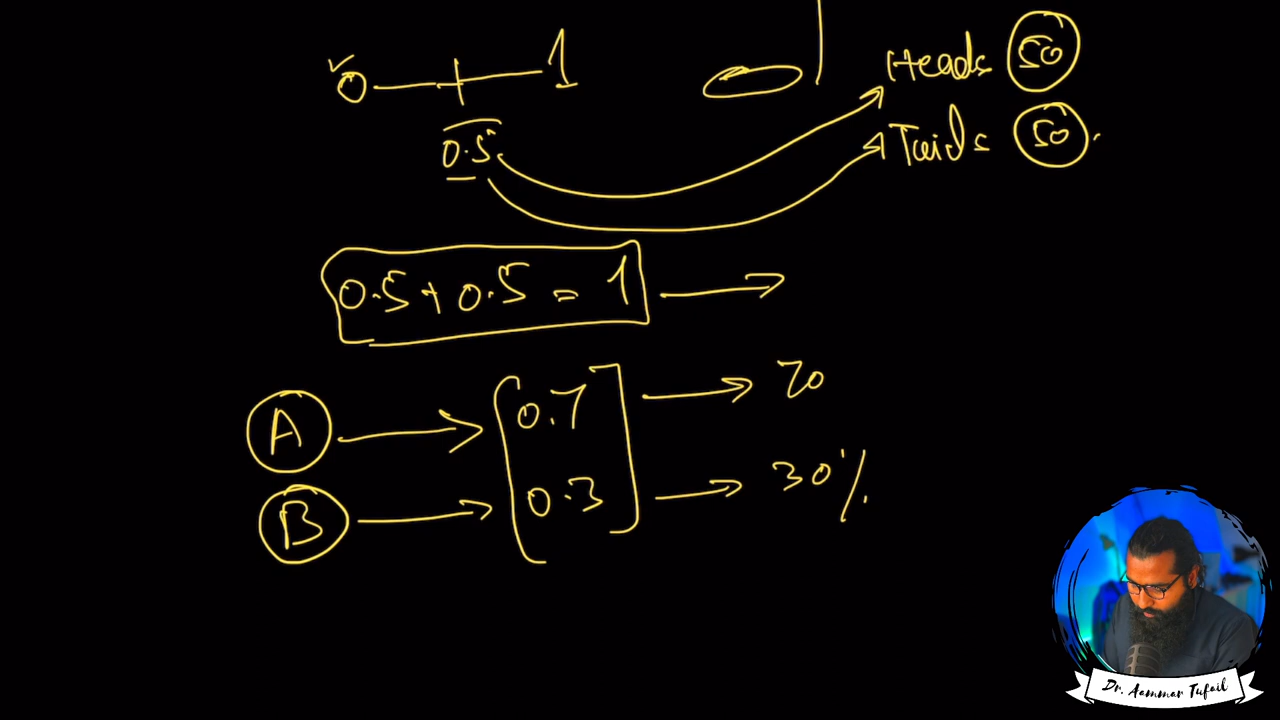 0 1 Heads 50
0.5 Tails 50
0.5 + 0.5 = 1
A 0.7 70
B 0.3 30%
Dr. Aammar Tufail